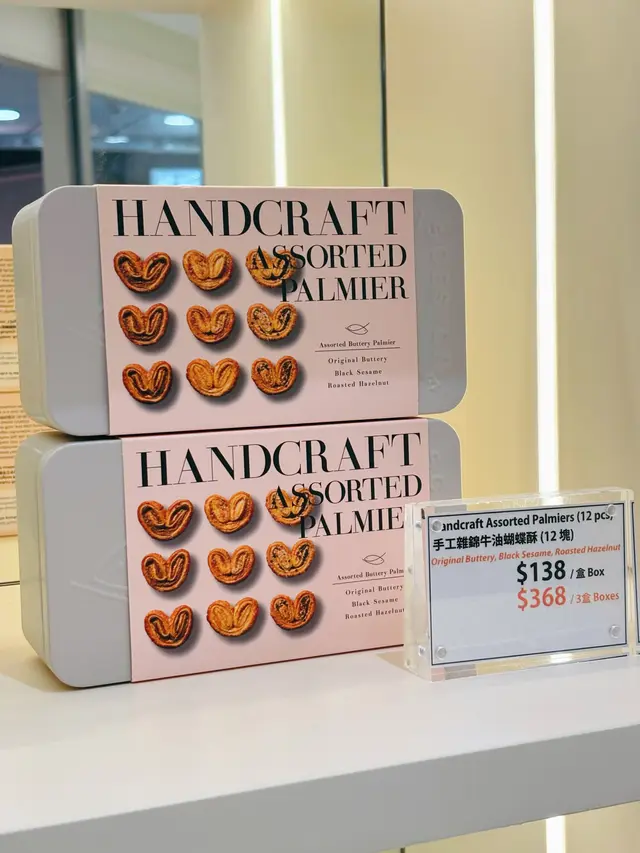 HANDCRAFT
ASSORTED
PALMIER
Assorted Buttery Palmier
Original Buttery
Black Sesame
Roasted Hazelnut
HANDCRAFT
ASSORTED
PALMIER
Assorted Buttery Palmier
Original Buttery
Black Sesame
Roasted Hazelnut
Handcraft Assorted Palmiers (12 pcs)
手工雜錦牛油蝴蝶酥 (12 塊)
Original Buttery, Black Sesame, Roasted Hazelnut
$138 / 盒 Box
$368 / 3盒 Boxes